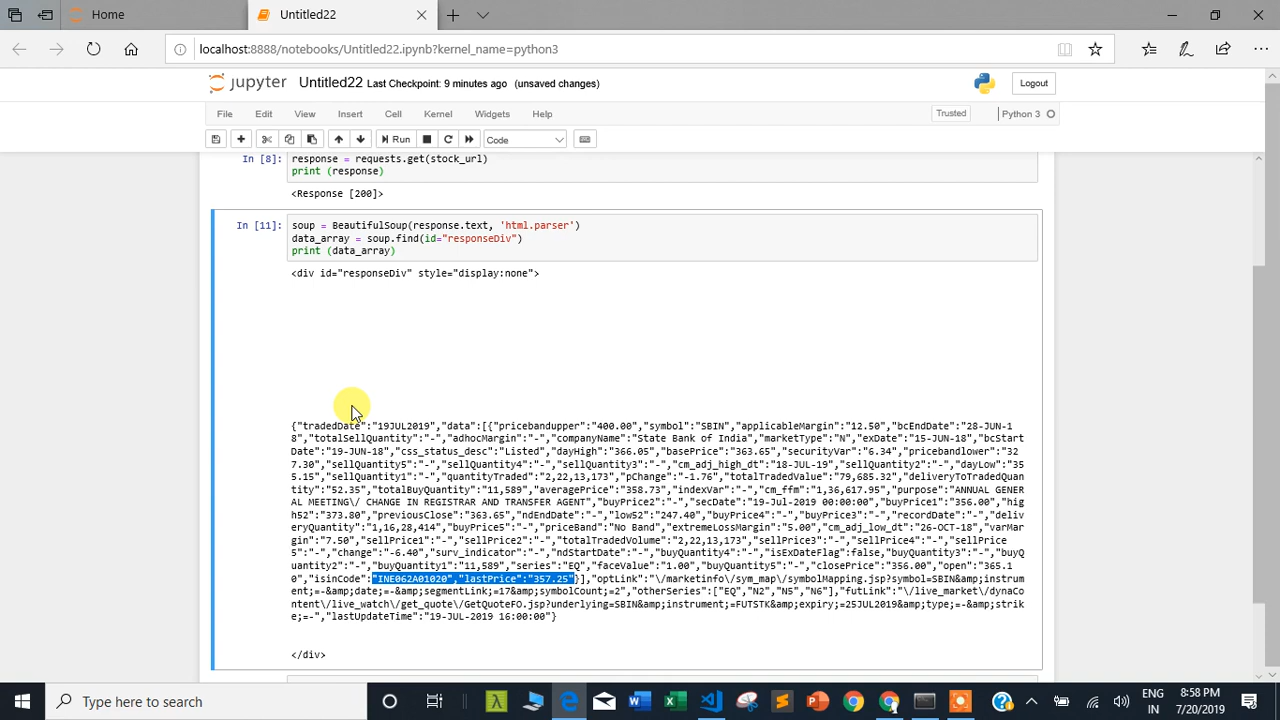 Home
Untitled22
localhost:8888/notebooks/Untitled22.ipynb?kernel_name=python3
jupyter Untitled22 Last Checkpoint: 9 minutes ago (unsaved changes)
Logout
File Edit View Insert Cell Kernel Widgets Help
Trusted
Python 3
Run
Code
In [8]: response = requests.get(stock_url)
print (response)
<Response [200]>
In [11]: soup = BeautifulSoup(response.text, 'html.parser')
data_array = soup.find(id="responseDiv")
print (data_array)
<div id="responseDiv" style="display:none">
{"tradedDate":"19JUL2019","data":[{"pricebandupper":"400.00","symbol":"SBIN","applicableMargin":"12.50","bcEndDate":"28-JUN-1
8","totalSellQuantity":"-","adhocMargin":"-","companyName":"State Bank of India","marketType":"N","exDate":"15-JUN-18","bcStart
Date":"19-JUN-18","css_status_desc":"Listed","dayHigh":"366.05","basePrice":"363.65","securityVar":"6.34","pricebandlower":"32
7.30","sellQuantity5":"-","sellQuantity4":"-","sellQuantity3":"-","cm_adj_high_dt":"18-JUL-19","sellQuantity2":"-","dayLow":"35
5.15","sellQuantity1":"-","quantityTraded":"2,22,13,173","pChange":"-1.76","totalTradedValue":"79,685.32","deliveryToTradedQuan
tity":"52.35","totalBuyQuantity":"11,589","averagePrice":"358.73","indexVar":"-","cm_ffm":"1,36,617.95","purpose":"ANNUAL GENER
AL MEETING\/ CHANGE IN REGISTRAR AND TRANSFER AGENT","buyPrice2":"-","secDate":"19-Jul-2019 00:00:00","buyPrice1":"356.00","hig
h52":"373.80","previousClose":"363.65","ndEndDate":"-","low52":"247.40","buyPrice4":"-","buyPrice3":"-","recordDate":"-","deliv
eryQuantity":"1,16,28,414","buyPrice5":"-","priceBand":"No Band","extremeLossMargin":"5.00","cm_adj_low_dt":"26-OCT-18","varMar
gin":"7.50","sellPrice1":"-","sellPrice2":"-","totalTradedVolume":"2,22,13,173","sellPrice3":"-","sellPrice4":"-","sellPrice
5":"-","change":"-6.40","surv_indicator":"-","ndStartDate":"-","buyQuantity4":"-","isExDateFlag":false,"buyQuantity3":"-","buyQ
uantity2":"-","buyQuantity1":"11,589","series":"EQ","faceValue":"1.00","buyQuantity5":"-","closePrice":"356.00","open":"365.1
0","isinCode":"INE062A01020","lastPrice":"357.25"}],"optLink":"\/marketinfo\/sym_map\/symbolMapping.jsp?symbol=SBIN&amp;instrum
ent;=-&amp;date;=-&amp;segmentLink;=17&amp;symbolCount;=2","otherSeries":["EQ","N2","N5","N6"],"futLink":"\/live_market\/dynaCo
ntent\/live_watch\/get_quote\/GetQuoteFO.jsp?underlying=SBIN&amp;instrument;=FUTSTK&amp;expiry;=25JUL2019&amp;type;=-&amp;strik
e;=-","lastUpdateTime":"19-JUL-2019 16:00:00"}
</div>
Type here to search
ENG
IN
8:58 PM
7/20/2019